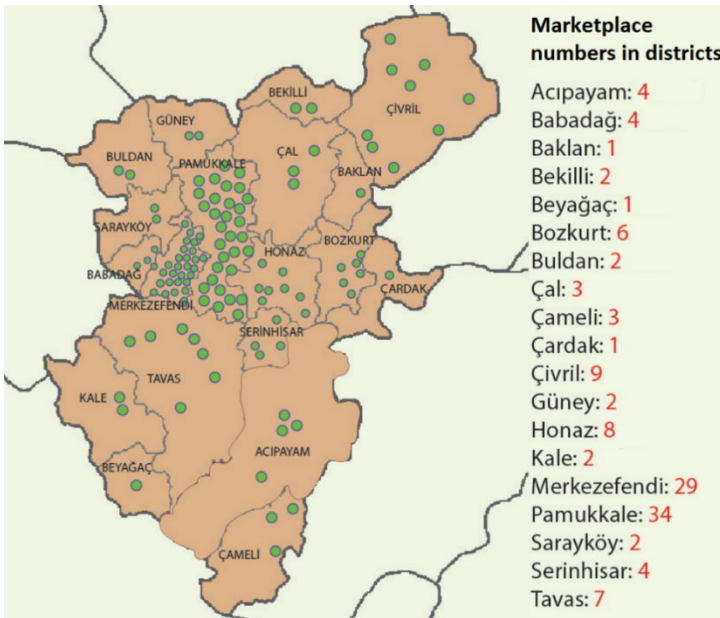 Marketplace
numbers in districts
Acıpayam: 4
Babadağ: 4
Baklan: 1
Bekilli: 2
Beyağaç: 1
Bozkurt: 6
Buldan: 2
Çal: 3
Çameli: 3
Çardak: 1
Çivril: 9
Güney: 2
Honaz: 8
Kale: 2
Merkezefendi: 29
Pamukkale: 34
Sarayköy: 2
Serinhisar: 4
Tavas: 7
BEKİLLİ
ÇİVRİL
GÜNEY
ÇAL
BULDAN
PAMUKKALE
BAKLAN
SARAYKÖY
BOZKURT
HONAZ
BABADAĞ
ÇARDAK
MERKEZEFENDİ
SERİNHİSAR
TAVAS
KALE
ACIPAYAM
BEYAĞAÇ
ÇAMELİ